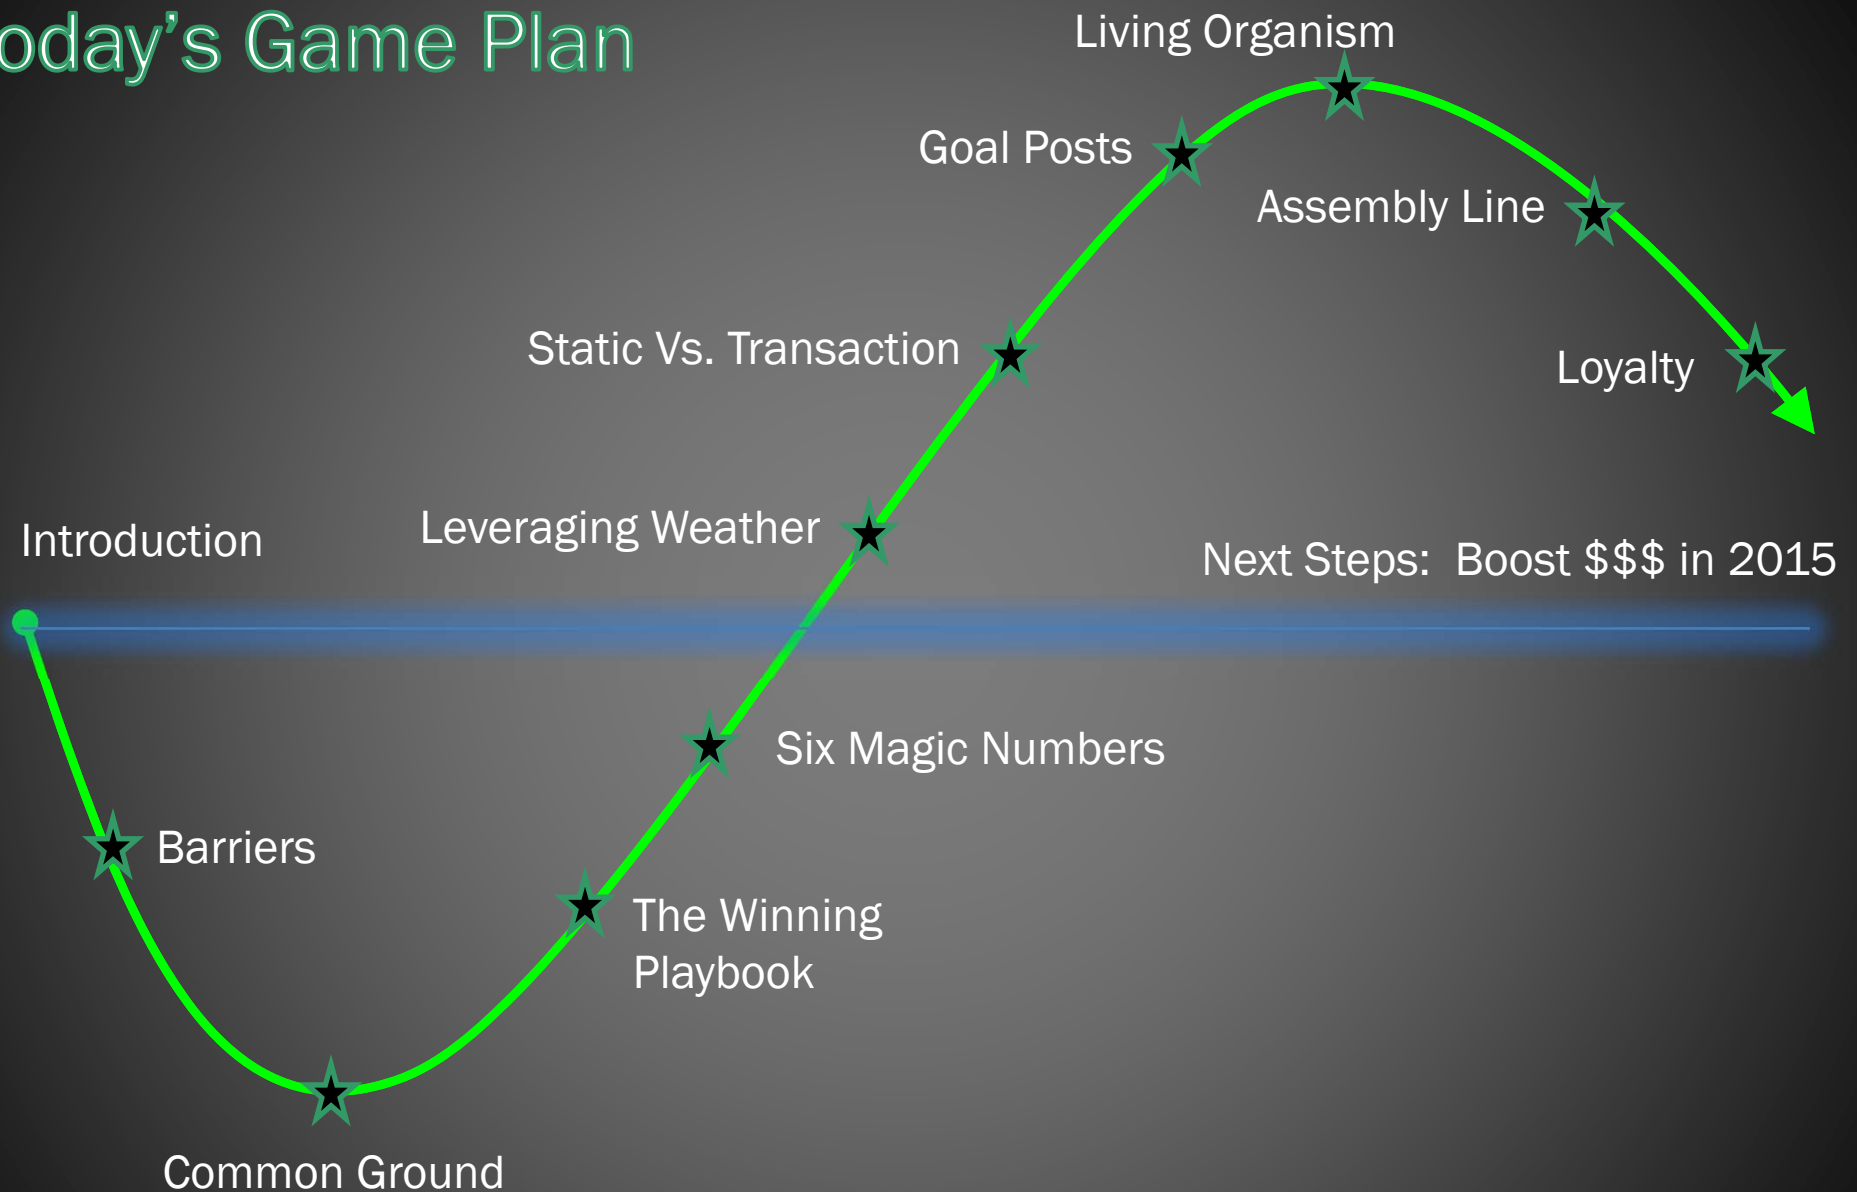 oday's Game Plan
Living Organism
Goal Posts
Assembly Line
Static Vs. Transaction
Loyalty
Leveraging Weather
Introduction
Next Steps:  Boost $$$ in 2015
Six Magic Numbers
Barriers
The Winning
Playbook
Common Ground